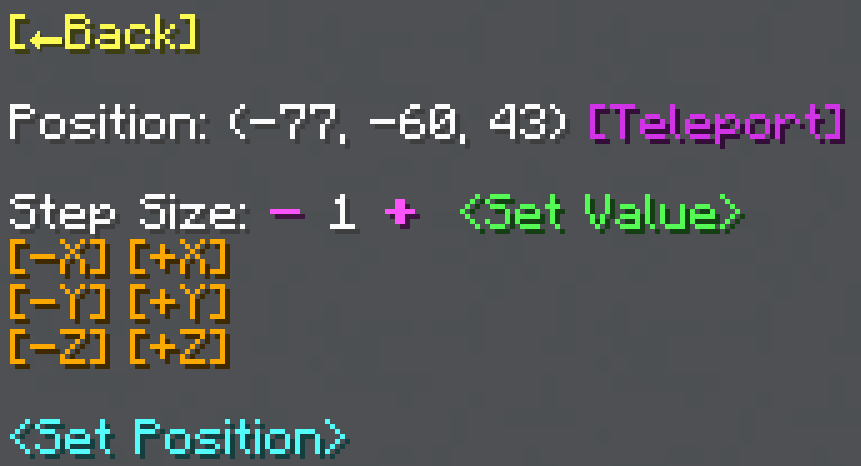 [←Back]
Position: (-77, -60, 43) [Teleport]
Step Size: - 1 + <Set Value>
[-X] [+X]
[-Y] [+Y]
[-Z] [+Z]
<Set Position>